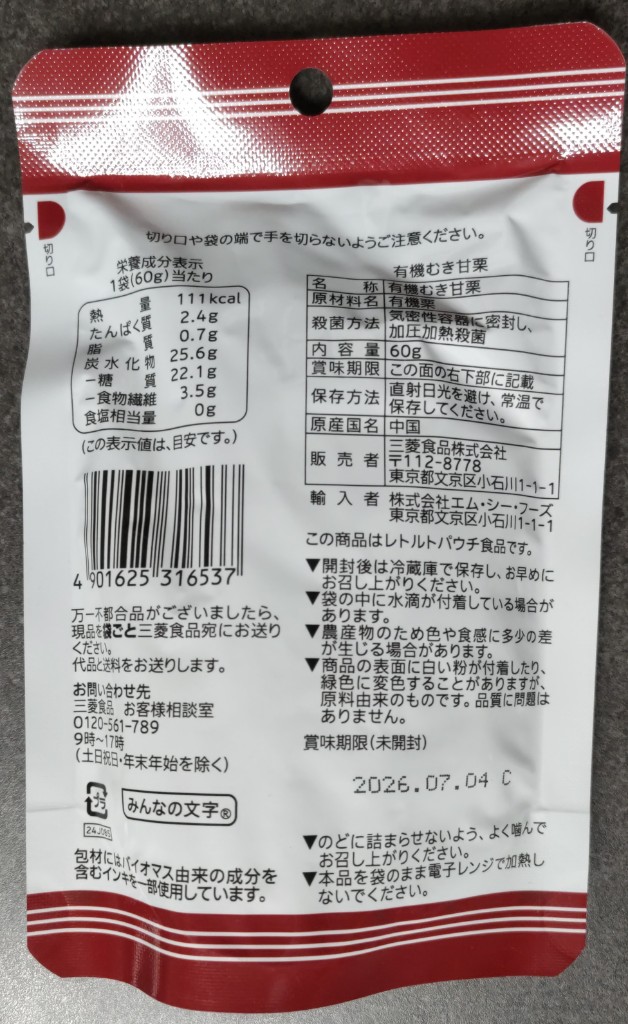 切り口
切り口
切り口や袋の端で手を切らないようご注意ください。
栄養成分表示
1袋(60g)当たり
熱量 111kcal
たんぱく質 2.4g
脂質 0.7g
炭水化物 25.6g
－糖質 22.1g
－食物繊維 3.5g
食塩相当量 0g
(この表示値は、目安です。)
4 901625 316537
万一不都合品がございましたら、
現品を袋ごと三菱食品宛にお送り
ください。
代品と送料をお送りします。
お問い合わせ先
三菱食品 お客様相談室
0120-561-789
9時～17時
(土日祝日・年末年始を除く)
プラ
みんなの文字®
包材にはバイオマス由来の成分を
含むインキを一部使用しています。
有機むき甘栗
名称 有機むき甘栗
原材料名 有機栗
殺菌方法 気密性容器に密封し、
加圧加熱殺菌
内容量 60g
賞味期限 この面の右下部に記載
保存方法 直射日光を避け、常温で
保存してください。
原産国名 中国
販売者 三菱食品株式会社
〒112-8778
東京都文京区小石川1-1-1
輸入者 株式会社エム・シー・フーズ
東京都文京区小石川1-1-1
この商品はレトルトパウチ食品です。
▼開封後は冷蔵庫で保存し、お早めに
お召し上がりください。
▼袋の中に水滴が付着している場合が
あります。
▼農産物のため色や食感に多少の差
が生じる場合があります。
▼商品の表面に白い粉が付着したり、
緑色に変色することがありますが、
原料由来のものです。品質に問題は
ありません。
賞味期限(未開封)
2026.07.04 C
▼のどに詰まらせないよう、よく噛んで
お召し上がりください。
▼本品を袋のまま電子レンジで加熱し
ないでください。